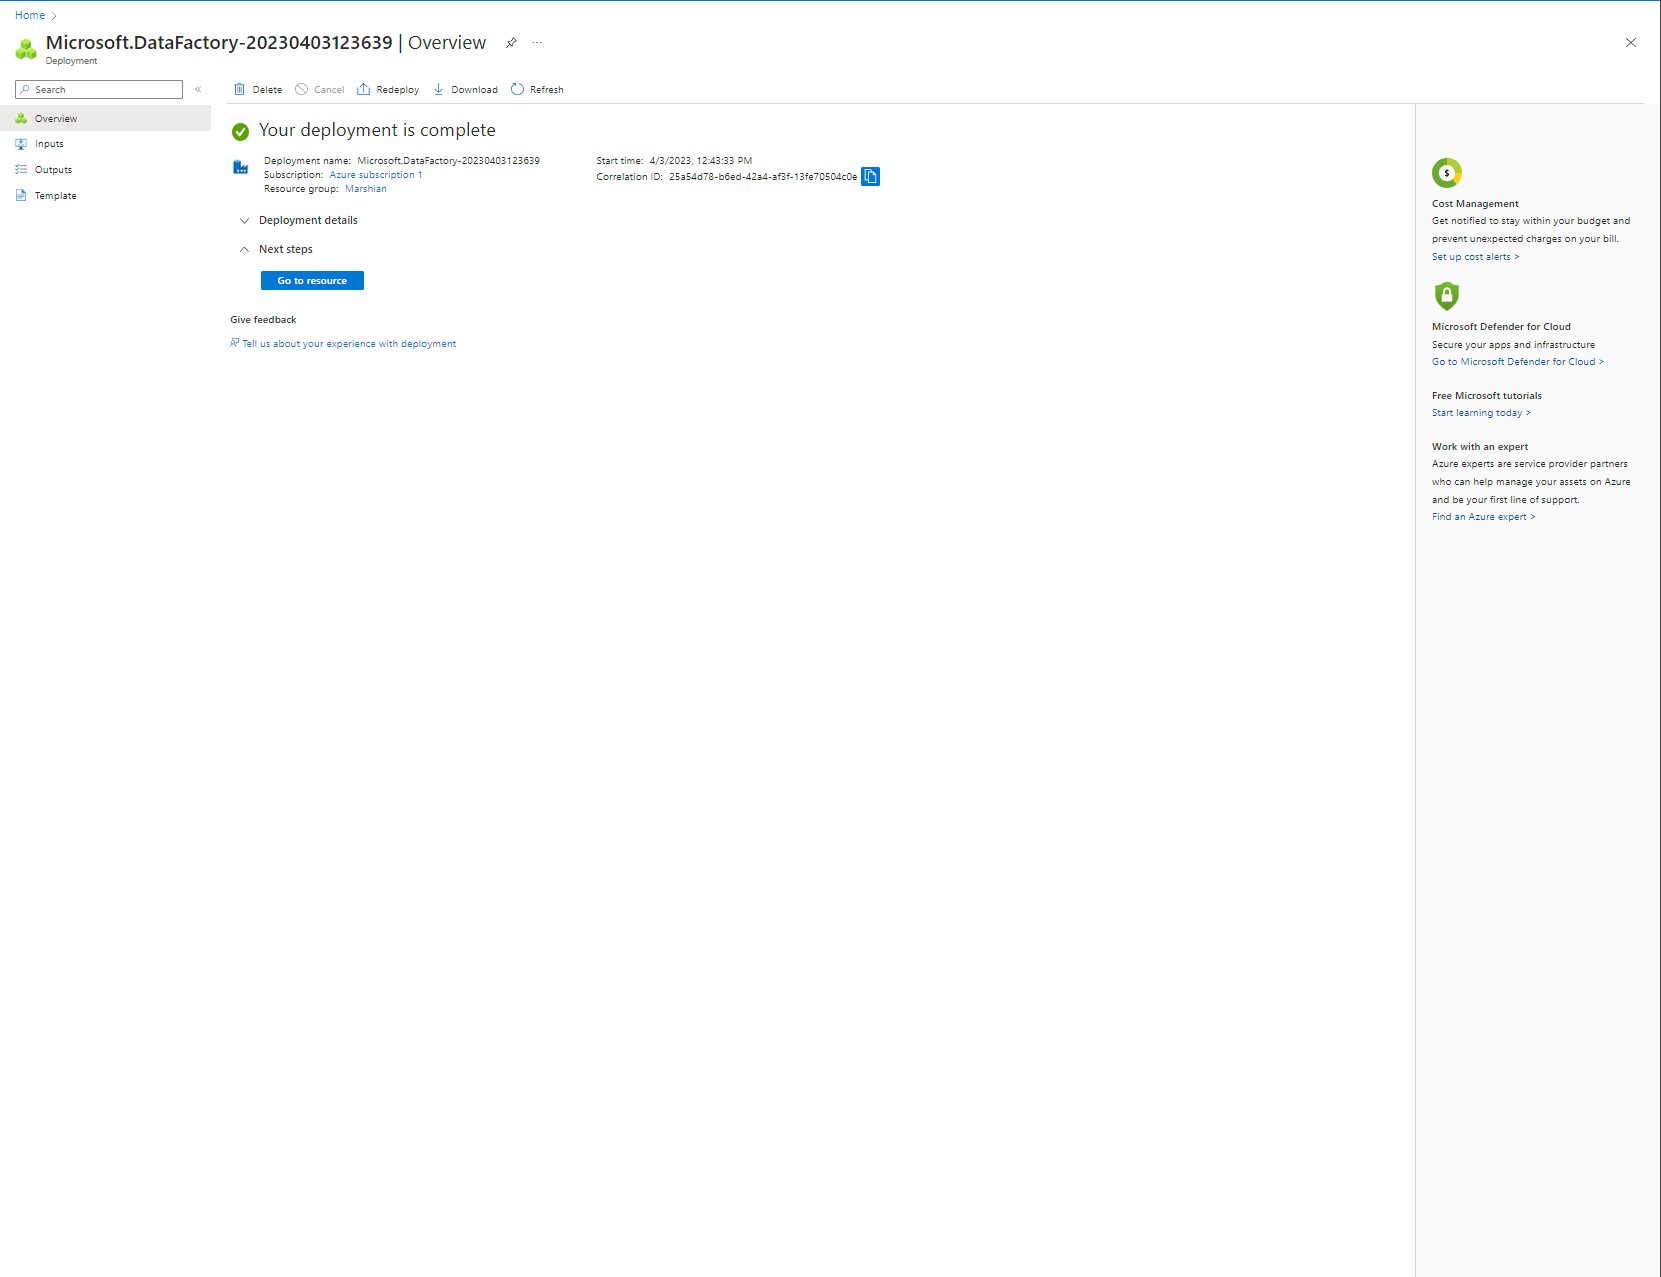 Home >
Microsoft.DataFactory-20230403123639 | Overview ...
Deployment
Search «
Overview
Inputs
Outputs
Template
Delete Cancel Redeploy Download Refresh
Your deployment is complete
Deployment name: Microsoft.DataFactory-20230403123639
Subscription: Azure subscription 1
Resource group: Marshian
Start time: 4/3/2023, 12:43:33 PM
Correlation ID: 25a54d78-b6ed-42a4-af3f-13fe70504c0e
Deployment details
Next steps
Go to resource
Give feedback
Tell us about your experience with deployment
$
Cost Management
Get notified to stay within your budget and
prevent unexpected charges on your bill.
Set up cost alerts >
Microsoft Defender for Cloud
Secure your apps and infrastructure
Go to Microsoft Defender for Cloud >
Free Microsoft tutorials
Start learning today >
Work with an expert
Azure experts are service provider partners
who can help manage your assets on Azure
and be your first line of support.
Find an Azure expert >